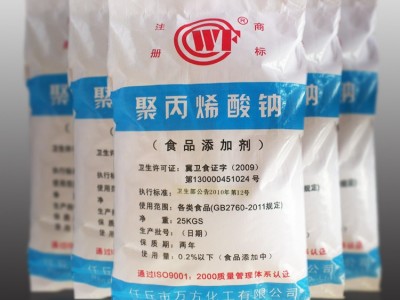 注册
商标
WF
®
聚丙烯酸钠
（食品添加剂）
卫生许可证：冀卫食证字（2009）
第130000451024号
执行标准：卫生部公告2010年第12号
使用范围：各类食品(GB2760-2011规定)
净 重：25KGS
生产批号：（日期）
保 质 期：两年
使 用 量：0.2%以下（食品添加中）
通过ISO9001，2000质量管理体系认证
任丘市万方化工有限公司